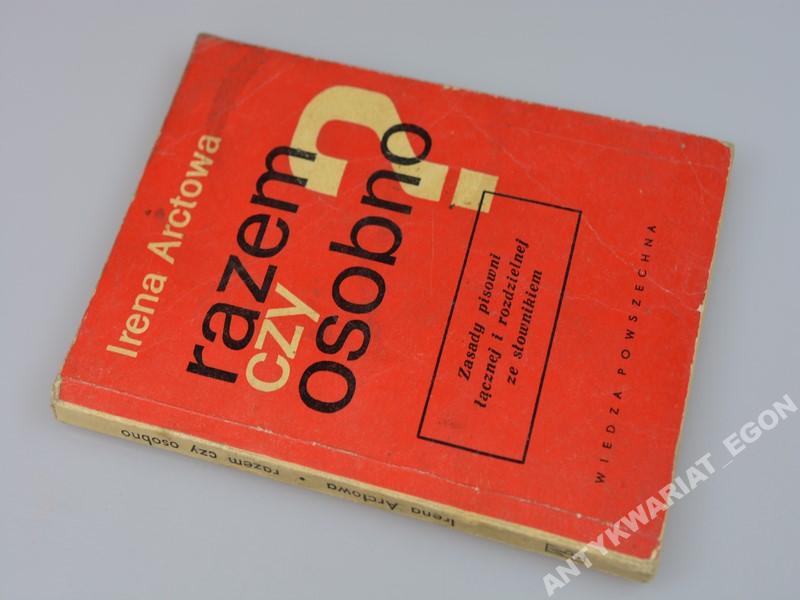 Irena Arctowa
razem
czy
osobno
?
Zasady pisowni
łącznej i rozdzielnej
ze słownikiem
WIEDZA POWSZECHNA
Irena Arctowa • razem czy osobno
ANTYKWARIAT_EGON